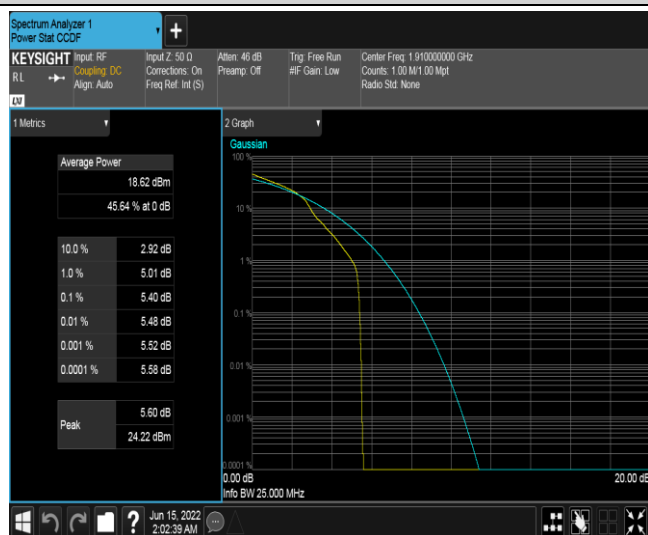 Spectrum Analyzer 1
Power Stat CCDF
+
KEYSIGHT
RL
LXI
Input: RF
Coupling: DC
Align: Auto
Input Z: 50 Ω
Corrections: On
Freq Ref: Int (S)
Atten: 46 dB
Preamp: Off
Trig: Free Run
#IF Gain: Low
Center Freq: 1.910000000 GHz
Counts: 1.00 M/1.00 Mpt
Radio Std: None
1 Metrics
Average Power
18.62 dBm
45.64 % at 0 dB
10.0 % 2.92 dB
1.0 % 5.01 dB
0.1 % 5.40 dB
0.01 % 5.48 dB
0.001 % 5.52 dB
0.0001 % 5.58 dB
Peak
5.60 dB
24.22 dBm
2 Graph
Gaussian
100 %
10 %
1 %
0.1 %
0.01 %
0.001 %
0.0001 %
0.00 dB 20.00 dB
Info BW 25.000 MHz
?
Jun 15, 2022
2:02:39 AM